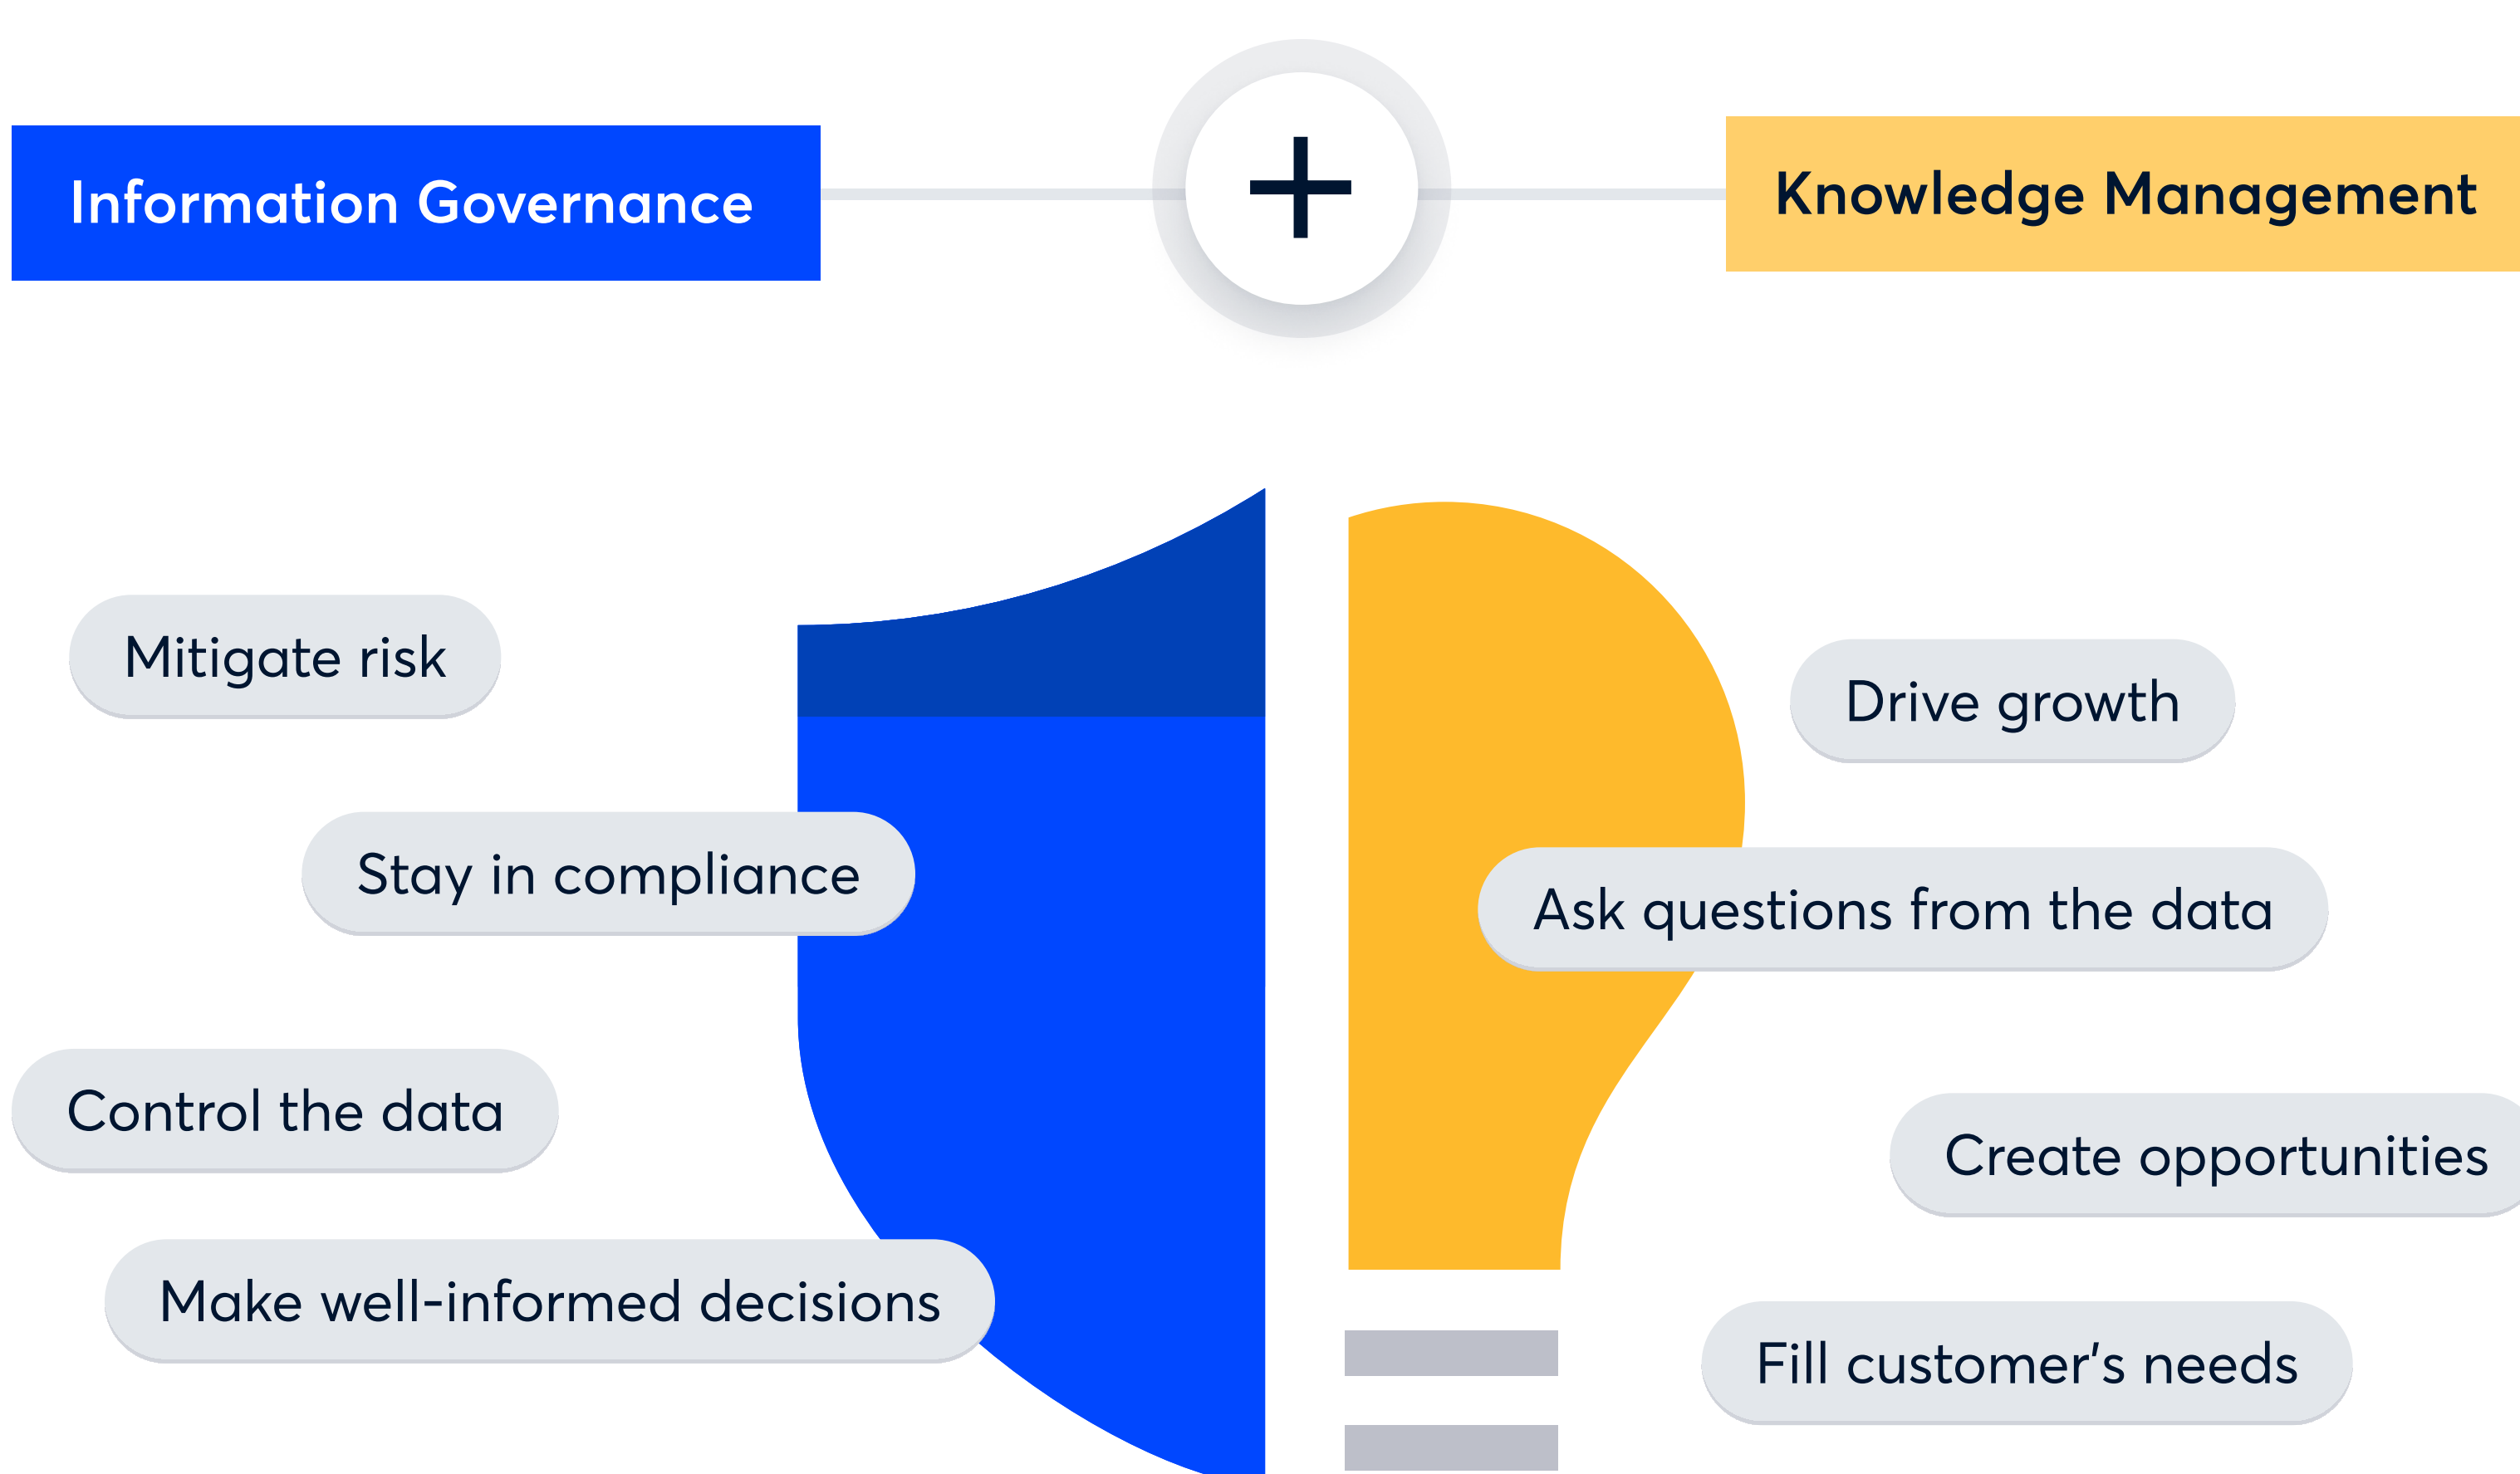 Information Governance
+
Knowledge Management
Mitigate risk
Stay in compliance
Control the data
Make well-informed decisions
Drive growth
Ask questions from the data
Create opportunities
Fill customer's needs